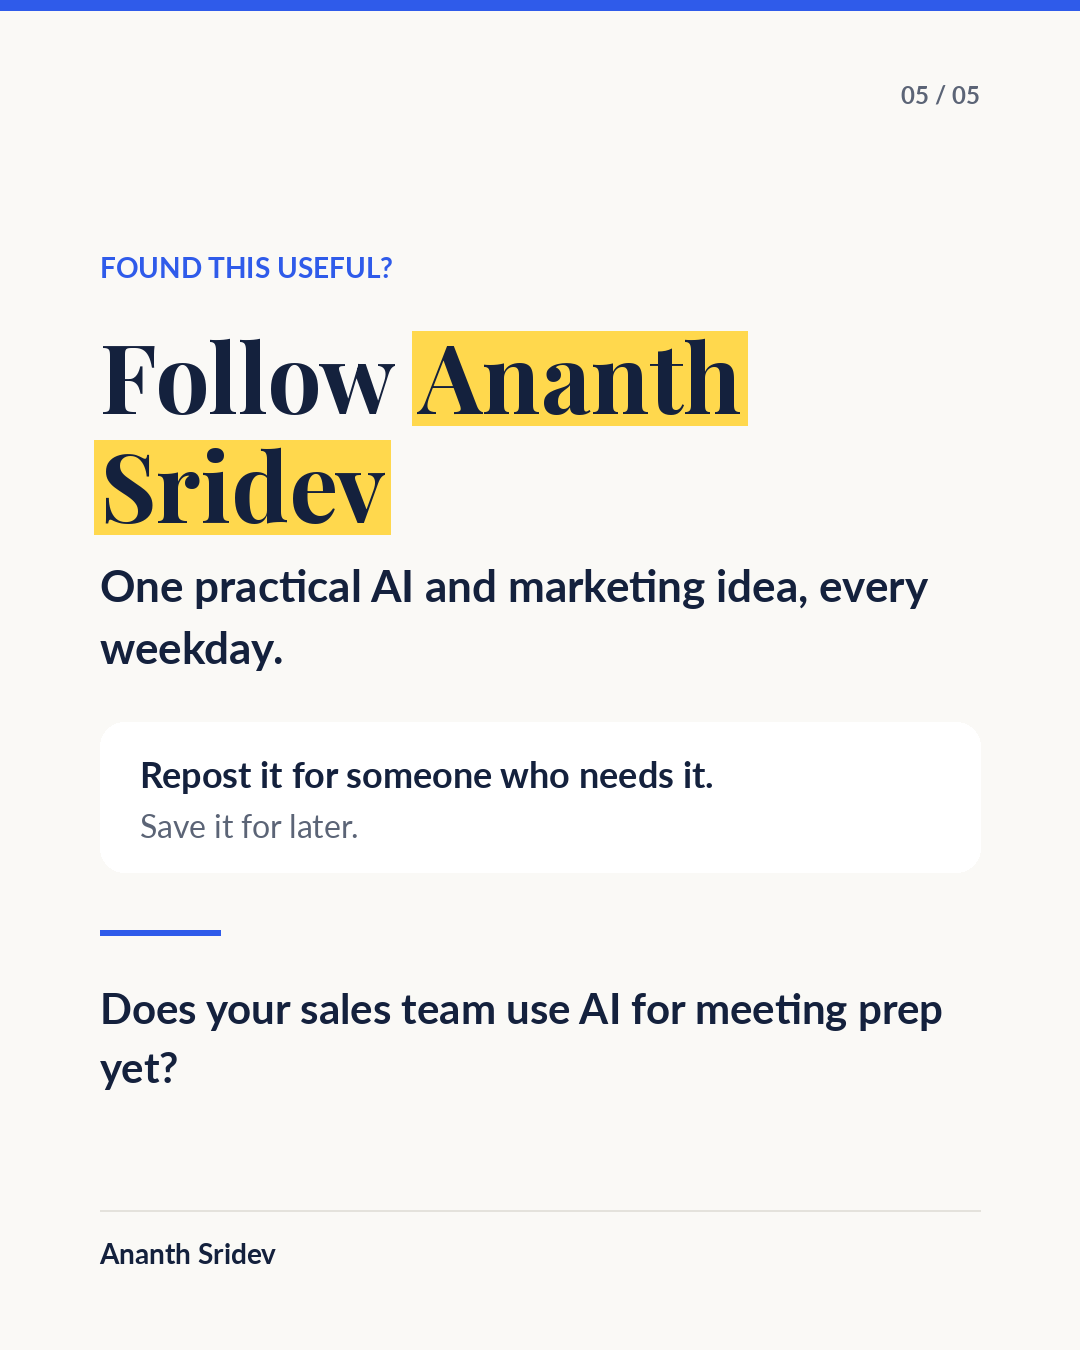 05 / 05
FOUND THIS USEFUL?
Follow Ananth
Sridev
One practical AI and marketing idea, every
weekday.
Repost it for someone who needs it.
Save it for later.
Does your sales team use AI for meeting prep
yet?
Ananth Sridev